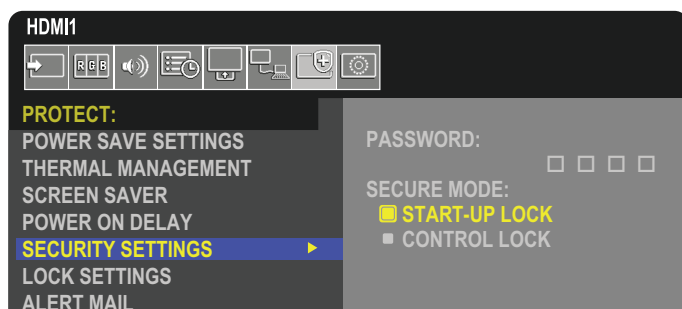 HDMI1
R G B
PROTECT:
POWER SAVE SETTINGS
THERMAL MANAGEMENT
SCREEN SAVER
POWER ON DELAY
SECURITY SETTINGS
LOCK SETTINGS
ALERT MAIL
PASSWORD:
SECURE MODE:
START-UP LOCK
CONTROL LOCK